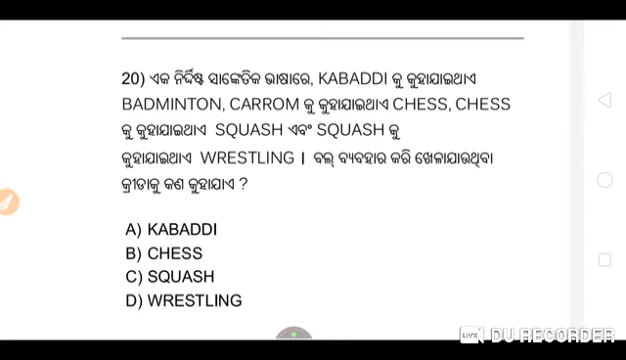 20) ଏକ ନିର୍ଦ୍ଦିଷ୍ଟ ସାଙ୍କେତିକ ଭାଷାରେ, KABADDI କୁ କୁହାଯାଇଥାଏ
BADMINTON, CARROM କୁ କୁହାଯାଇଥାଏ CHESS, CHESS
କୁ କୁହାଯାଇଥାଏ SQUASH ଏବଂ SQUASH କୁ
କୁହାଯାଇଥାଏ WRESTLING । ବଲ୍ ବ୍ୟବହାର କରି ଖେଳାଯାଉଥିବା
କ୍ରୀଡାକୁ କଣ କୁହାଯାଏ ?
A) KABADDI
B) CHESS
C) SQUASH
D) WRESTLING
LIVE DU RECORDER